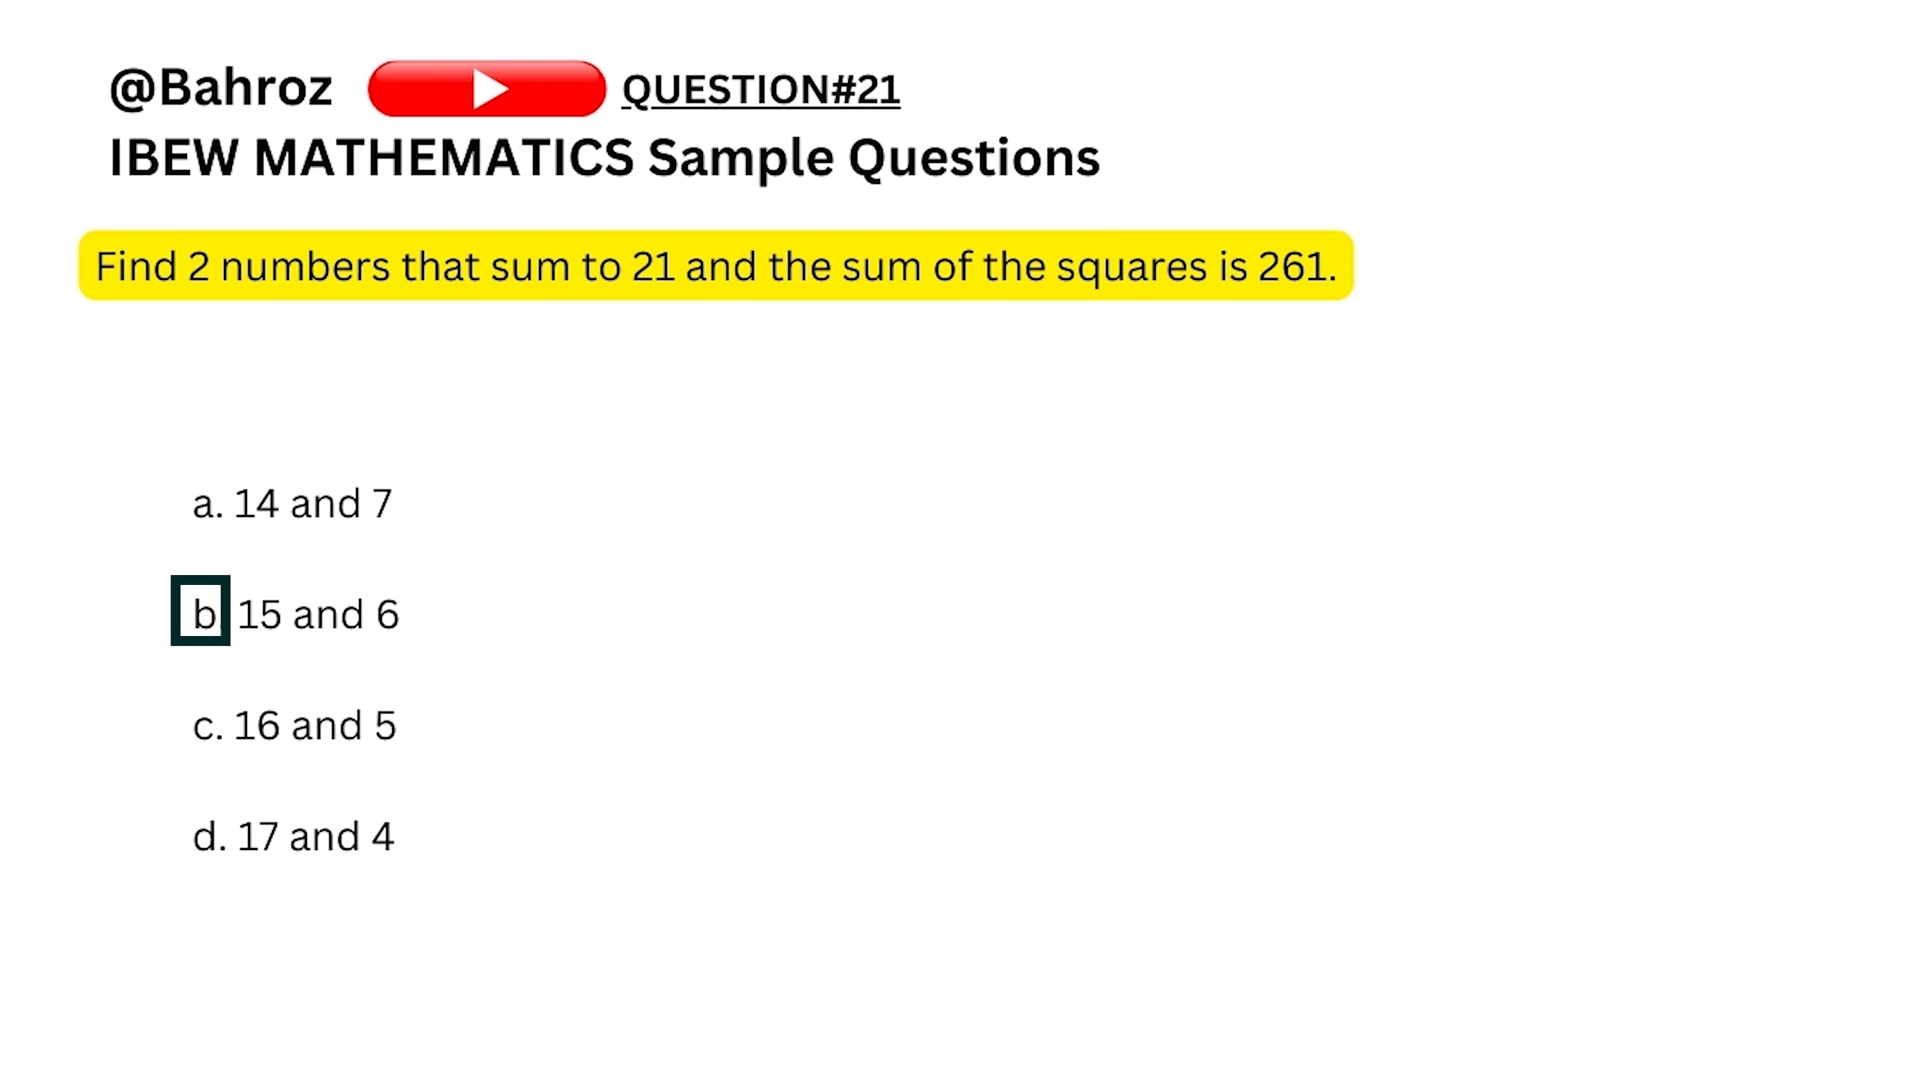 @Bahroz QUESTION#21
IBEW MATHEMATICS Sample Questions
Find 2 numbers that sum to 21 and the sum of the squares is 261.
a. 14 and 7
b. 15 and 6
c. 16 and 5
d. 17 and 4